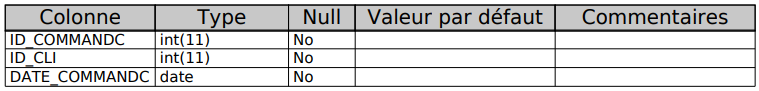 Colonne Type Null Valeur par défaut Commentaires
ID_COMMANDC int(11) No
ID_CLI int(11) No
DATE_COMMANDC date No